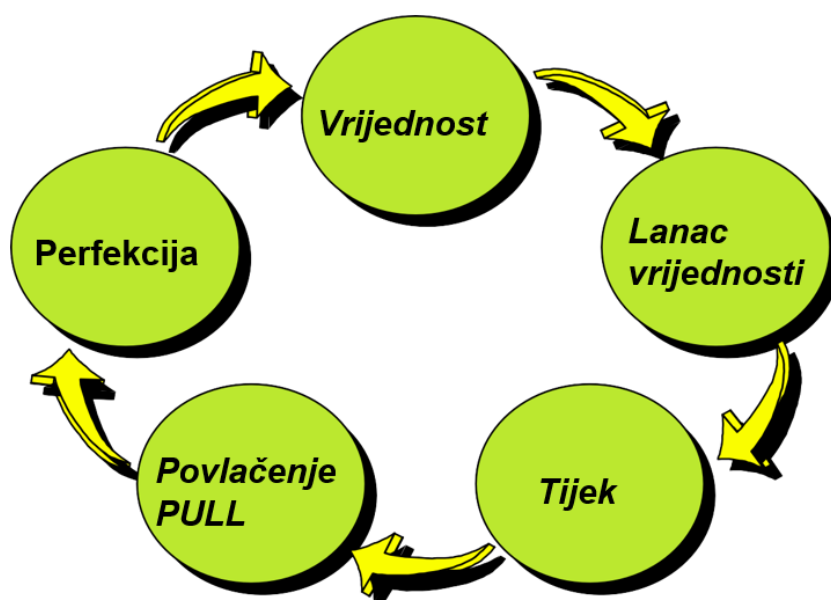 Vrijednost
Lanac
vrijednosti
Tijek
Povlačenje
PULL
Perfekcija